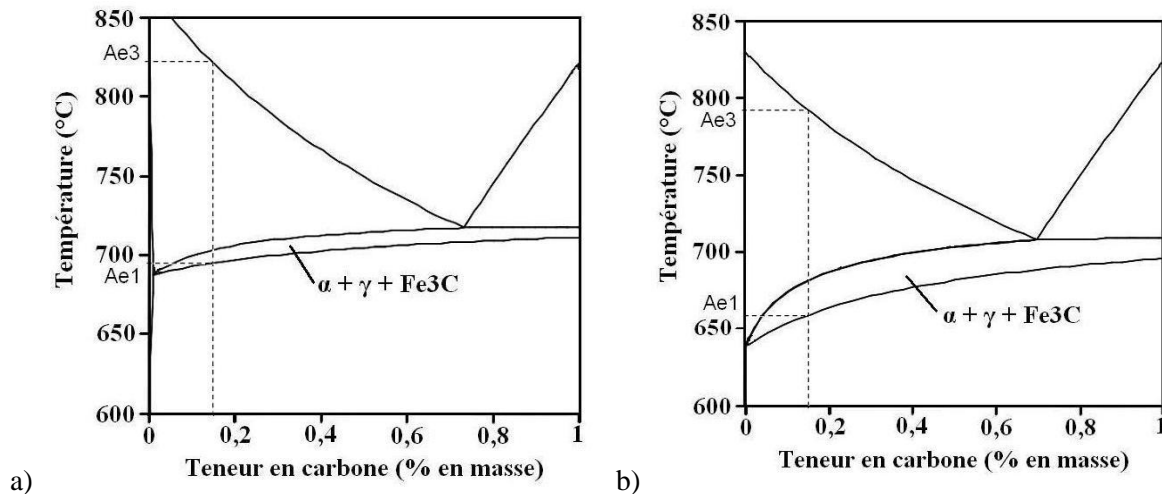 850
Ae3
800
750
700
Ae1
650
600
Température (°C)
α + γ + Fe3C
0
0,2
0,4
0,6
0,8
1
Teneur en carbone (% en masse)
a)
850
800
Ae3
750
700
Ae1
650
600
Température (°C)
α + γ + Fe3C
0
0,2
0,4
0,6
0,8
1
Teneur en carbone (% en masse)
b)